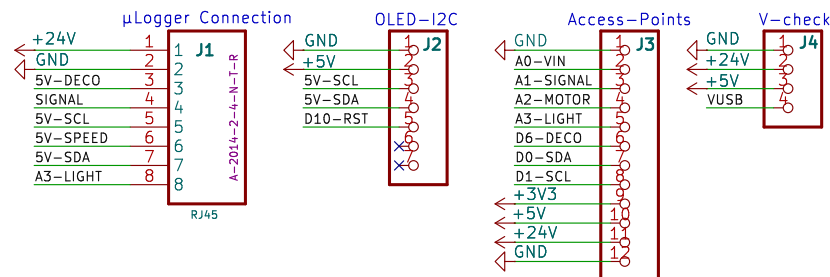 µLogger Connection
J1
+24V 1 1
GND 2 2
5V-DECO 3 3
SIGNAL 4 4
5V-SCL 5 5
5V-SPEED 6 6
5V-SDA 7 7
A3-LIGHT 8 8
A-2014-2-4-N-T-R
RJ45
OLED-I2C
J2
GND 1
+5V 2
5V-SCL 3
5V-SDA 4
D10-RST 5
6
7
Access-Points
J3
GND 1
A0-VIN 2
A1-SIGNAL 3
A2-MOTOR 4
A3-LIGHT 5
D6-DECO 6
D0-SDA 7
D1-SCL 8
+3V3 9
+5V 10
+24V 11
GND 12
V-check
J4
GND 1
+24V 2
+5V 3
VUSB 4